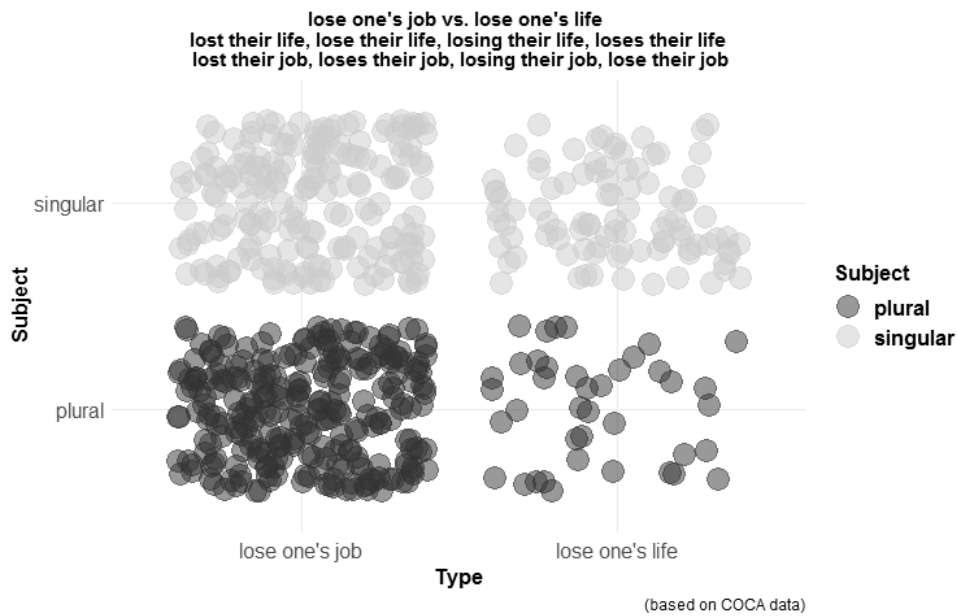 lose one's job vs. lose one's life
lost their life, lose their life, losing their life, loses their life
lost their job, loses their job, losing their job, lose their job
singular
plural
Subject
lose one's job
lose one's life
Type
Subject
plural
singular
(based on COCA data)